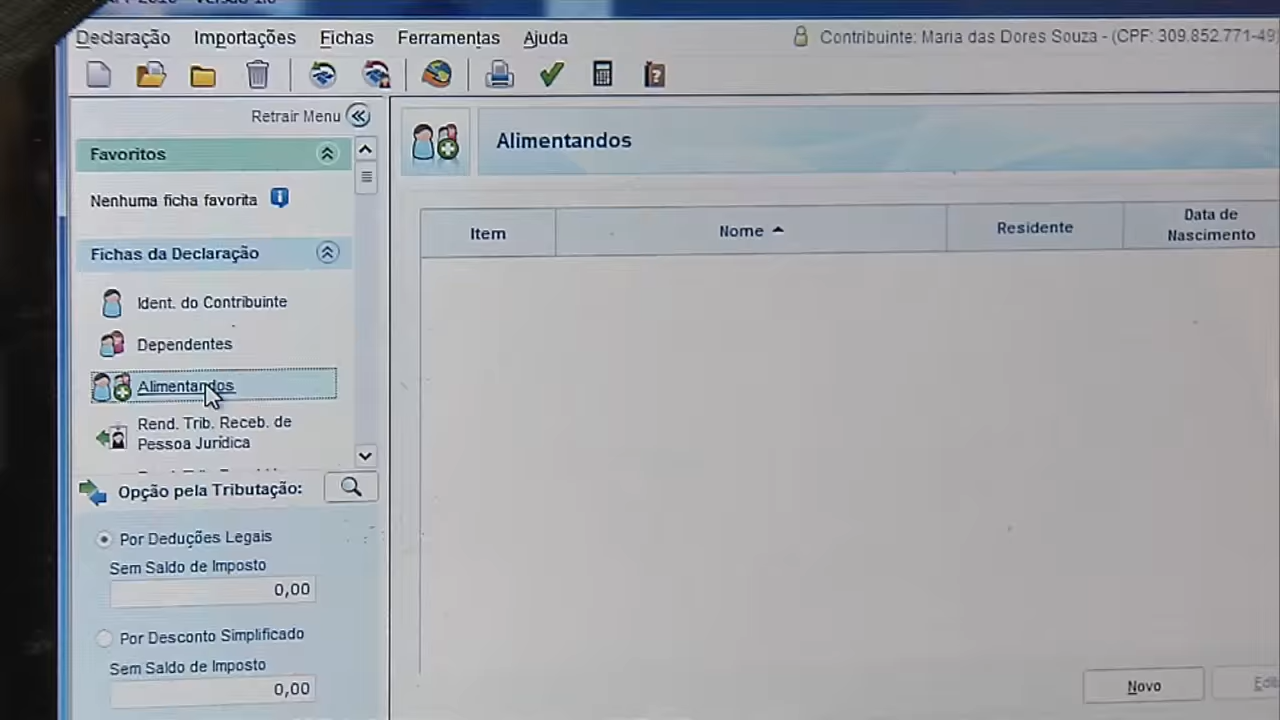 Declaração Importações Fichas Ferramentas Ajuda
Contribuinte: Maria das Dores Souza - (CPF: 309.852.771-49
Retrair Menu
Favoritos
Nenhuma ficha favorita
Fichas da Declaração
Ident. do Contribuinte
Dependentes
Alimentandos
Rend. Trib. Receb. de
Pessoa Jurídica
Opção pela Tributação:
Por Deduções Legais
Sem Saldo de Imposto
0,00
Por Desconto Simplificado
Sem Saldo de Imposto
0,00
Alimentandos
Item Nome Residente Data de
Nascimento
Novo